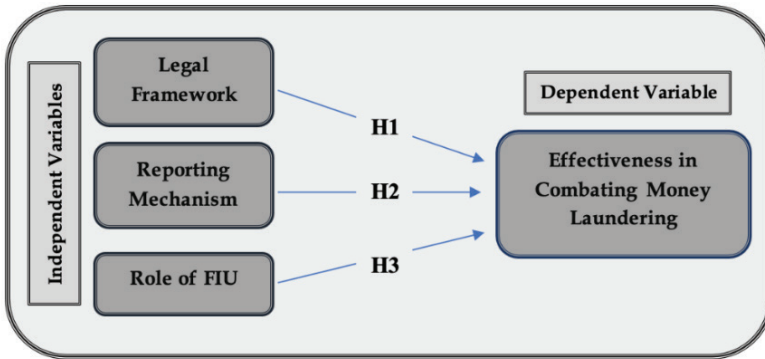 Independent Variables
Legal
Framework
H1
Reporting
Mechanism
H2
Role of FIU
H3
Dependent Variable
Effectiveness in
Combating Money
Laundering